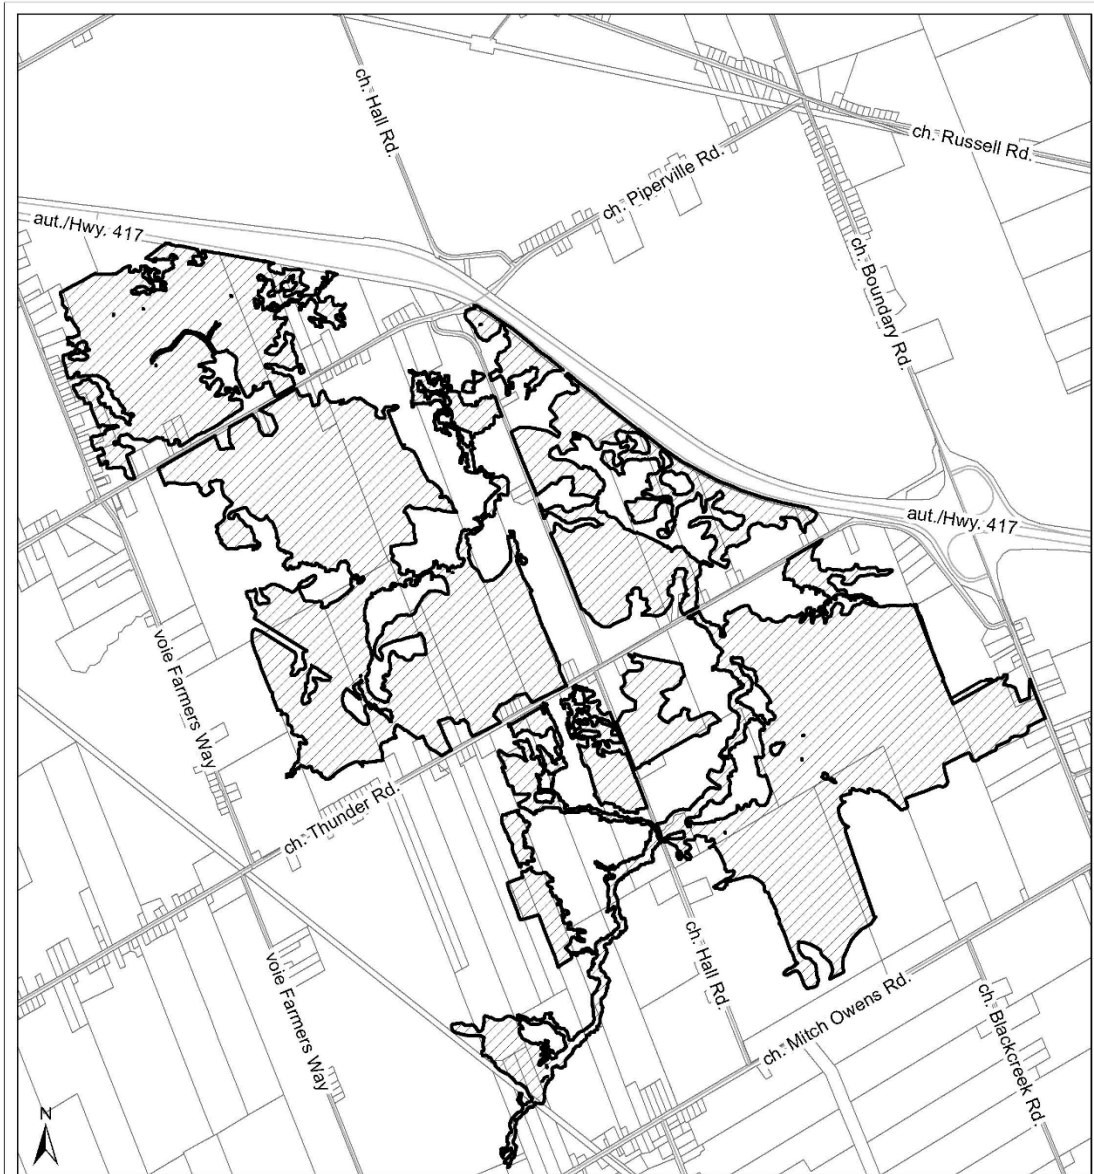 ch. Hall Rd.
ch. Russell Rd.
ch. Piperville Rd.
aut./Hwy. 417
ch. Boundary Rd.
aut./Hwy. 417
voie Farmers Way
ch. Thunder Rd.
ch. Hall Rd.
voie Farmers Way
ch. Mitch Owens Rd.
ch. Blackcreek Rd.
N